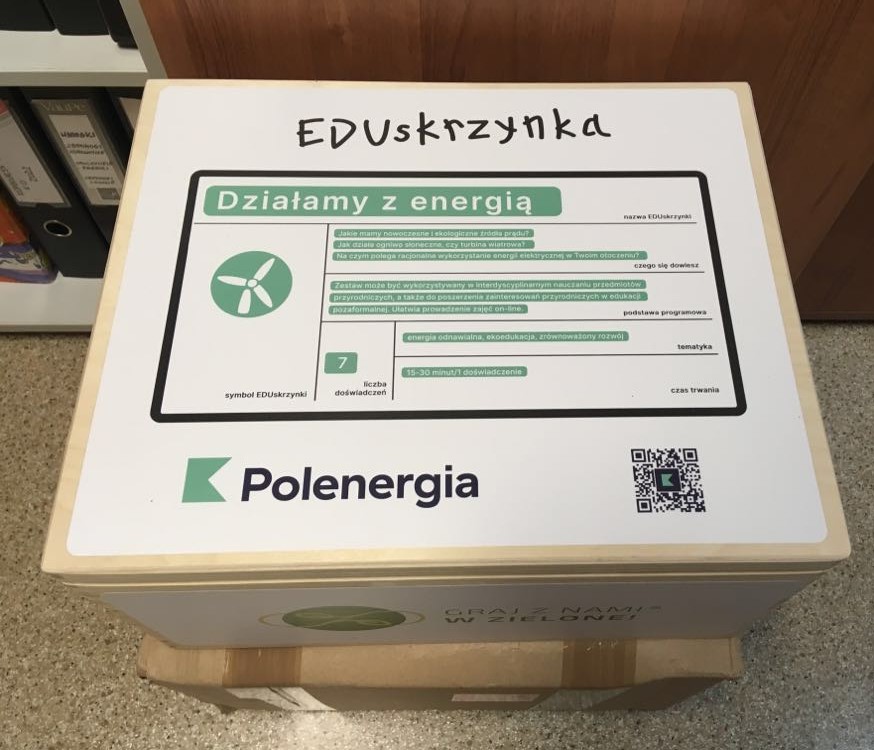 EDUskrzynka
Działamy z energią
nazwa EDUskrzynki
Jakie mamy nowoczesne i ekologiczne źródła prądu?
Jak działa ogniwo słoneczne, czy turbina wiatrowa?
Na czym polega racjonalne wykorzystanie energii elektrycznej w Twoim otoczeniu?
czego się dowiesz
Zestaw może być wykorzystywany w interdyscyplinarnym nauczaniu przedmiotów
przyrodniczych, a także do poszerzenia zainteresowań przyrodniczych w edukacji
pozaformalnej. Ułatwia prowadzenie zajęć on-line.
podstawa programowa
energia odnawialna, ekoedukacja, zrównoważony rozwój
tematyka
7
liczba
doświadczeń
15-30 minut/1 doświadczenie
czas trwania
symbol EDUskrzynki
Polenergia
GRAJ Z NAMI®
W ZIELONE!